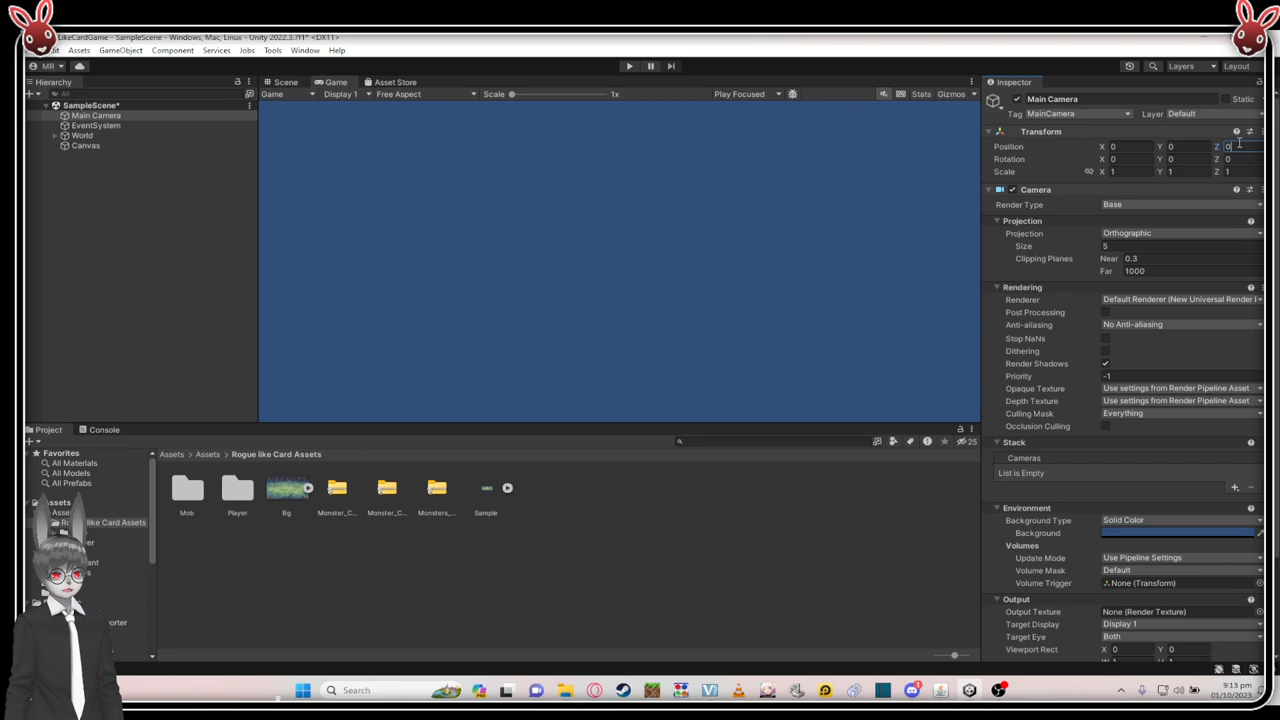 LikeCardGame - SampleScene - Windows, Mac, Linux - Unity 2022.3.7f1* <DX11>
Assets GameObject Component Services Jobs Tools Window Help
MR Layers Layout
Hierarchy Scene Game Asset Store Inspector
All Game Display 1 Free Aspect Scale 1x Play Focused Stats Gizmos
Main Camera Static
SampleScene*
Main Camera
EventSystem
World
Canvas
Tag MainCamera Layer Default
Transform
Position X 0 Y 0 Z 0
Rotation X 0 Y 0 Z 0
Scale X 1 Y 1 Z 1
Camera
Render Type Base
Projection
Projection Orthographic
Size 5
Clipping Planes Near 0.3
Far 1000
Rendering
Renderer Default Renderer (New Universal Render
Post Processing
Anti-aliasing No Anti-aliasing
Stop NaNs
Dithering
Render Shadows
Priority -1
Opaque Texture Use settings from Render Pipeline Asset
Depth Texture Use settings from Render Pipeline Asset
Culling Mask Everything
Occlusion Culling
Stack
Cameras
List is Empty
Environment
Background Type Solid Color
Background
Volumes
Update Mode Use Pipeline Settings
Volume Mask Default
Volume Trigger None (Transform)
Output
Output Texture None (Render Texture)
Target Display Display 1
Target Eye Both
Viewport Rect X 0 Y 0
Project Console
25
Favorites
All Materials
All Models
All Prefabs
Assets
like Card Assets
Assets > Assets > Rogue like Card Assets
Mob Player Bg Monster_C... Monster_C... Monsters_... Sample
Search
9:13 pm
01/10/2023